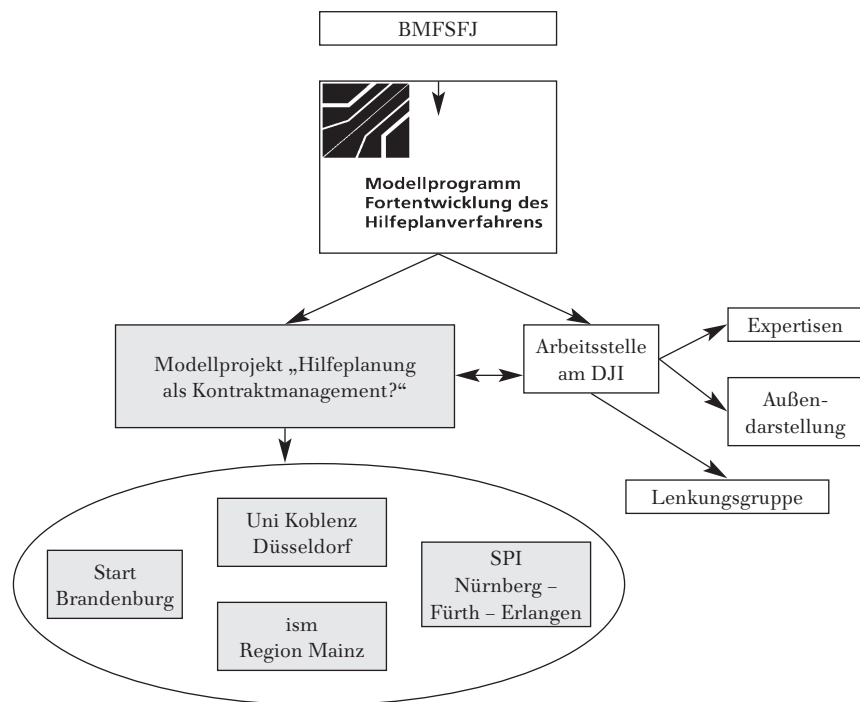 BMFSFJ
Modellprogramm
Fortentwicklung des
Hilfeplanverfahrens
Modellprojekt „Hilfeplanung
als Kontraktmanagement?“
Arbeitsstelle
am DJI
Expertisen
Außen-
darstellung
Lenkungsgruppe
Uni Koblenz
Düsseldorf
Start
Brandenburg
SPI
Nürnberg –
Fürth – Erlangen
ism
Region Mainz